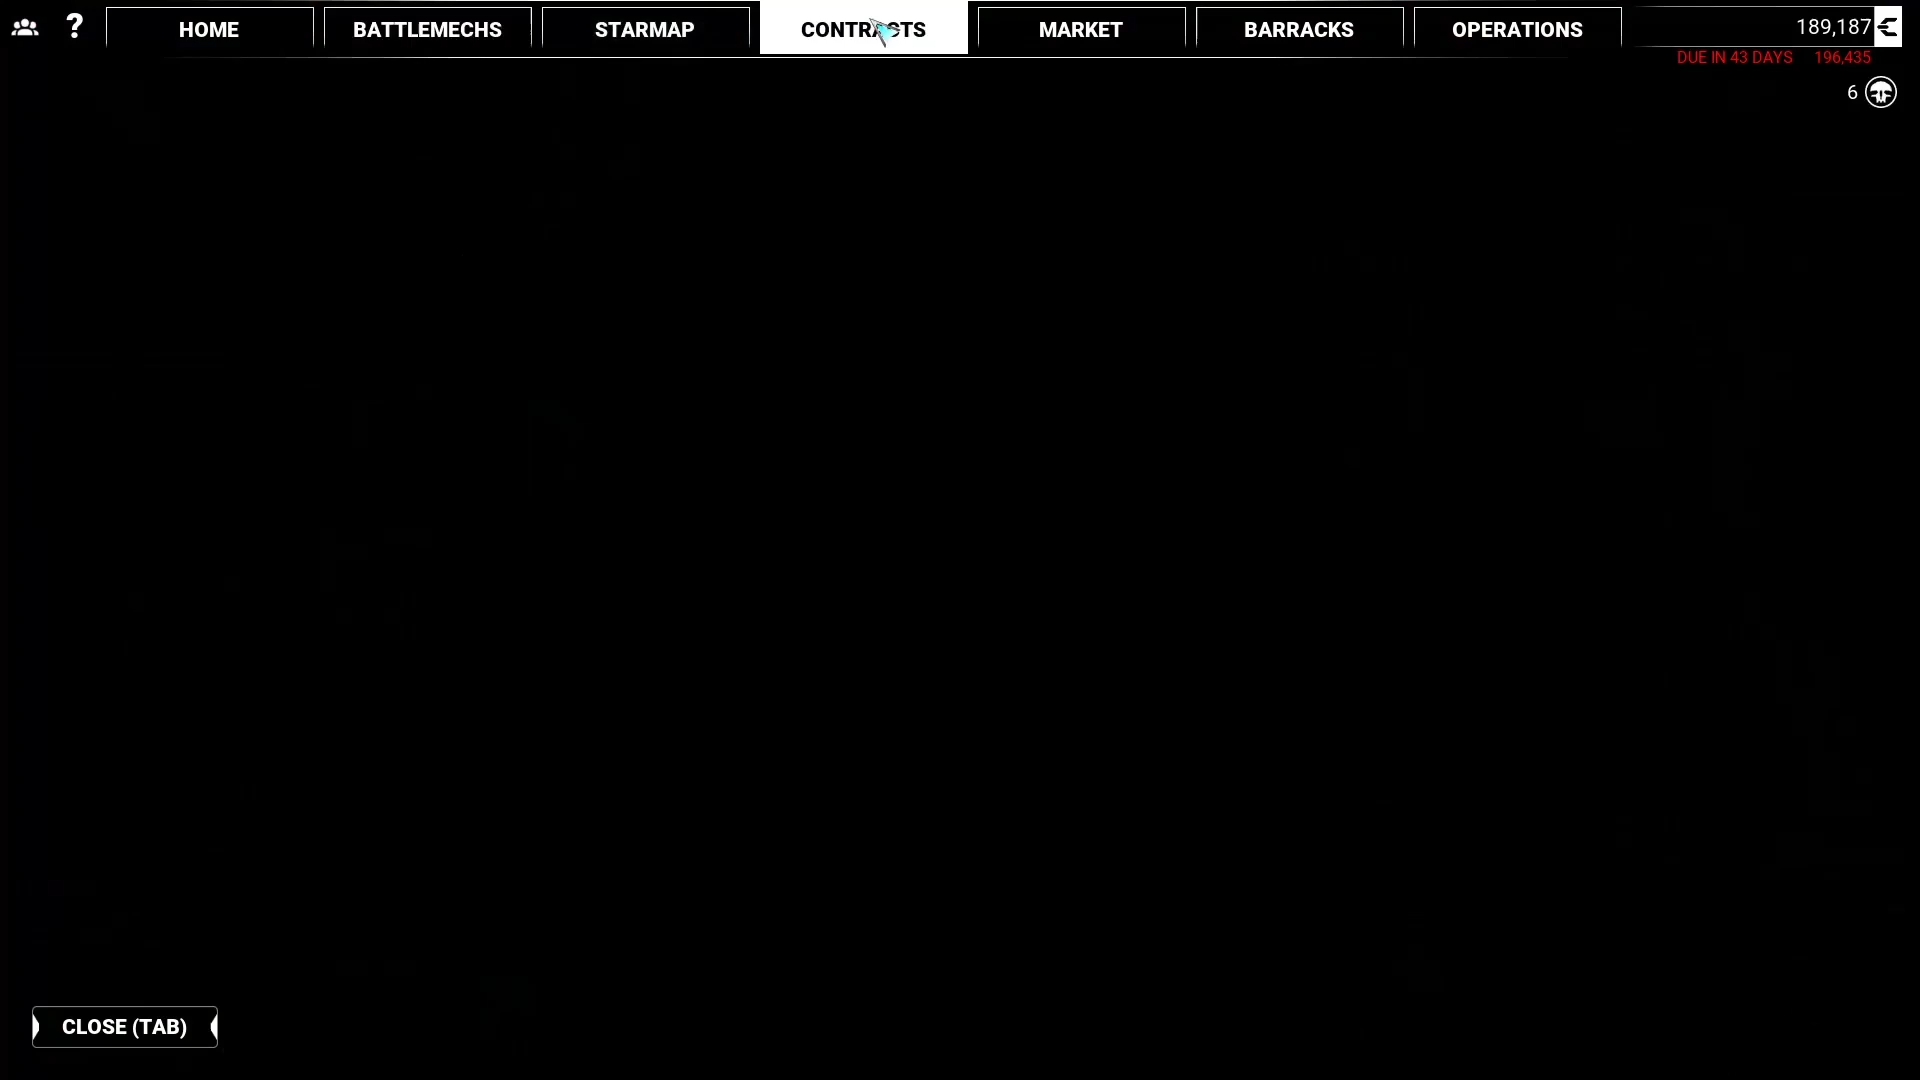 ?
HOME
BATTLEMECHS
STARMAP
CONTRACTS
MARKET
BARRACKS
OPERATIONS
189,187
DUE IN 43 DAYS 196,435
6
CLOSE (TAB)